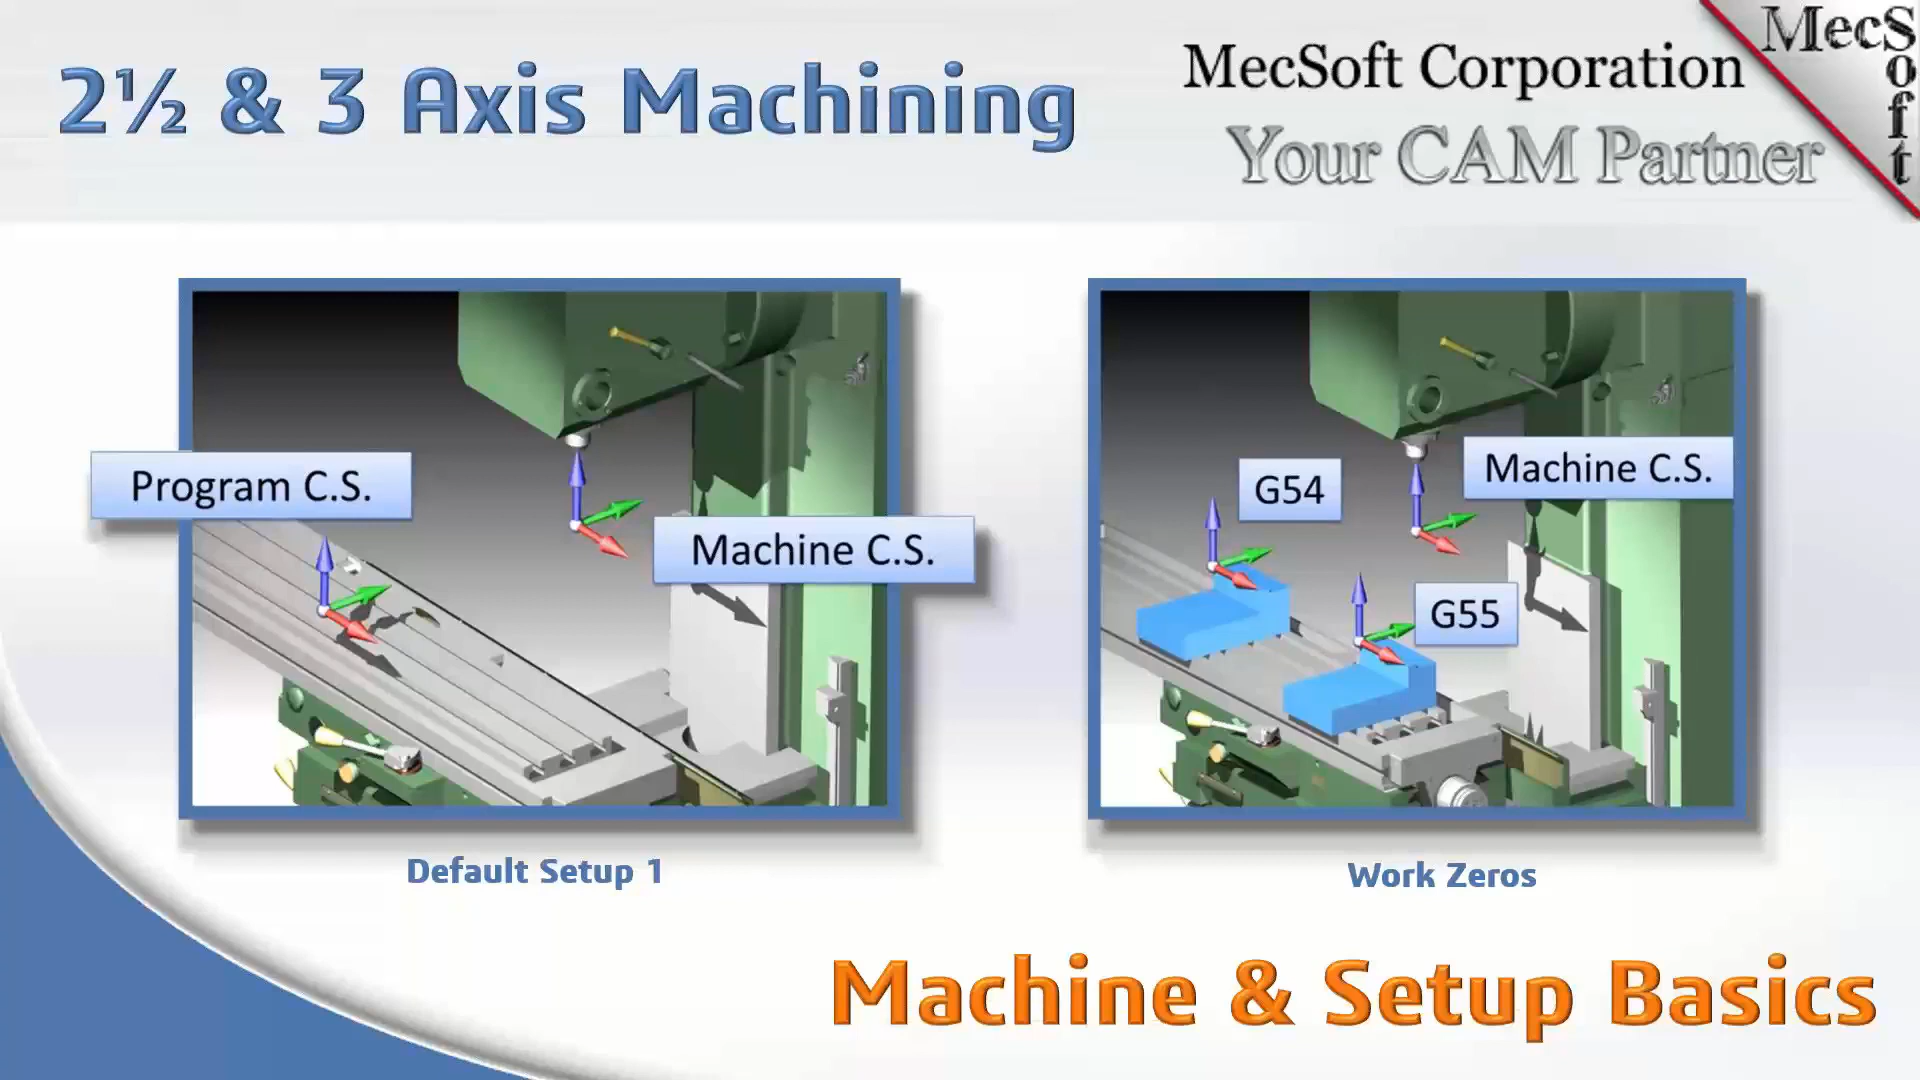 2½ & 3 Axis Machining
MecSoft Corporation
Your CAM Partner
MecSoft
Program C.S.
Machine C.S.
G54
Machine C.S.
G55
Default Setup 1
Work Zeros
Machine & Setup Basics